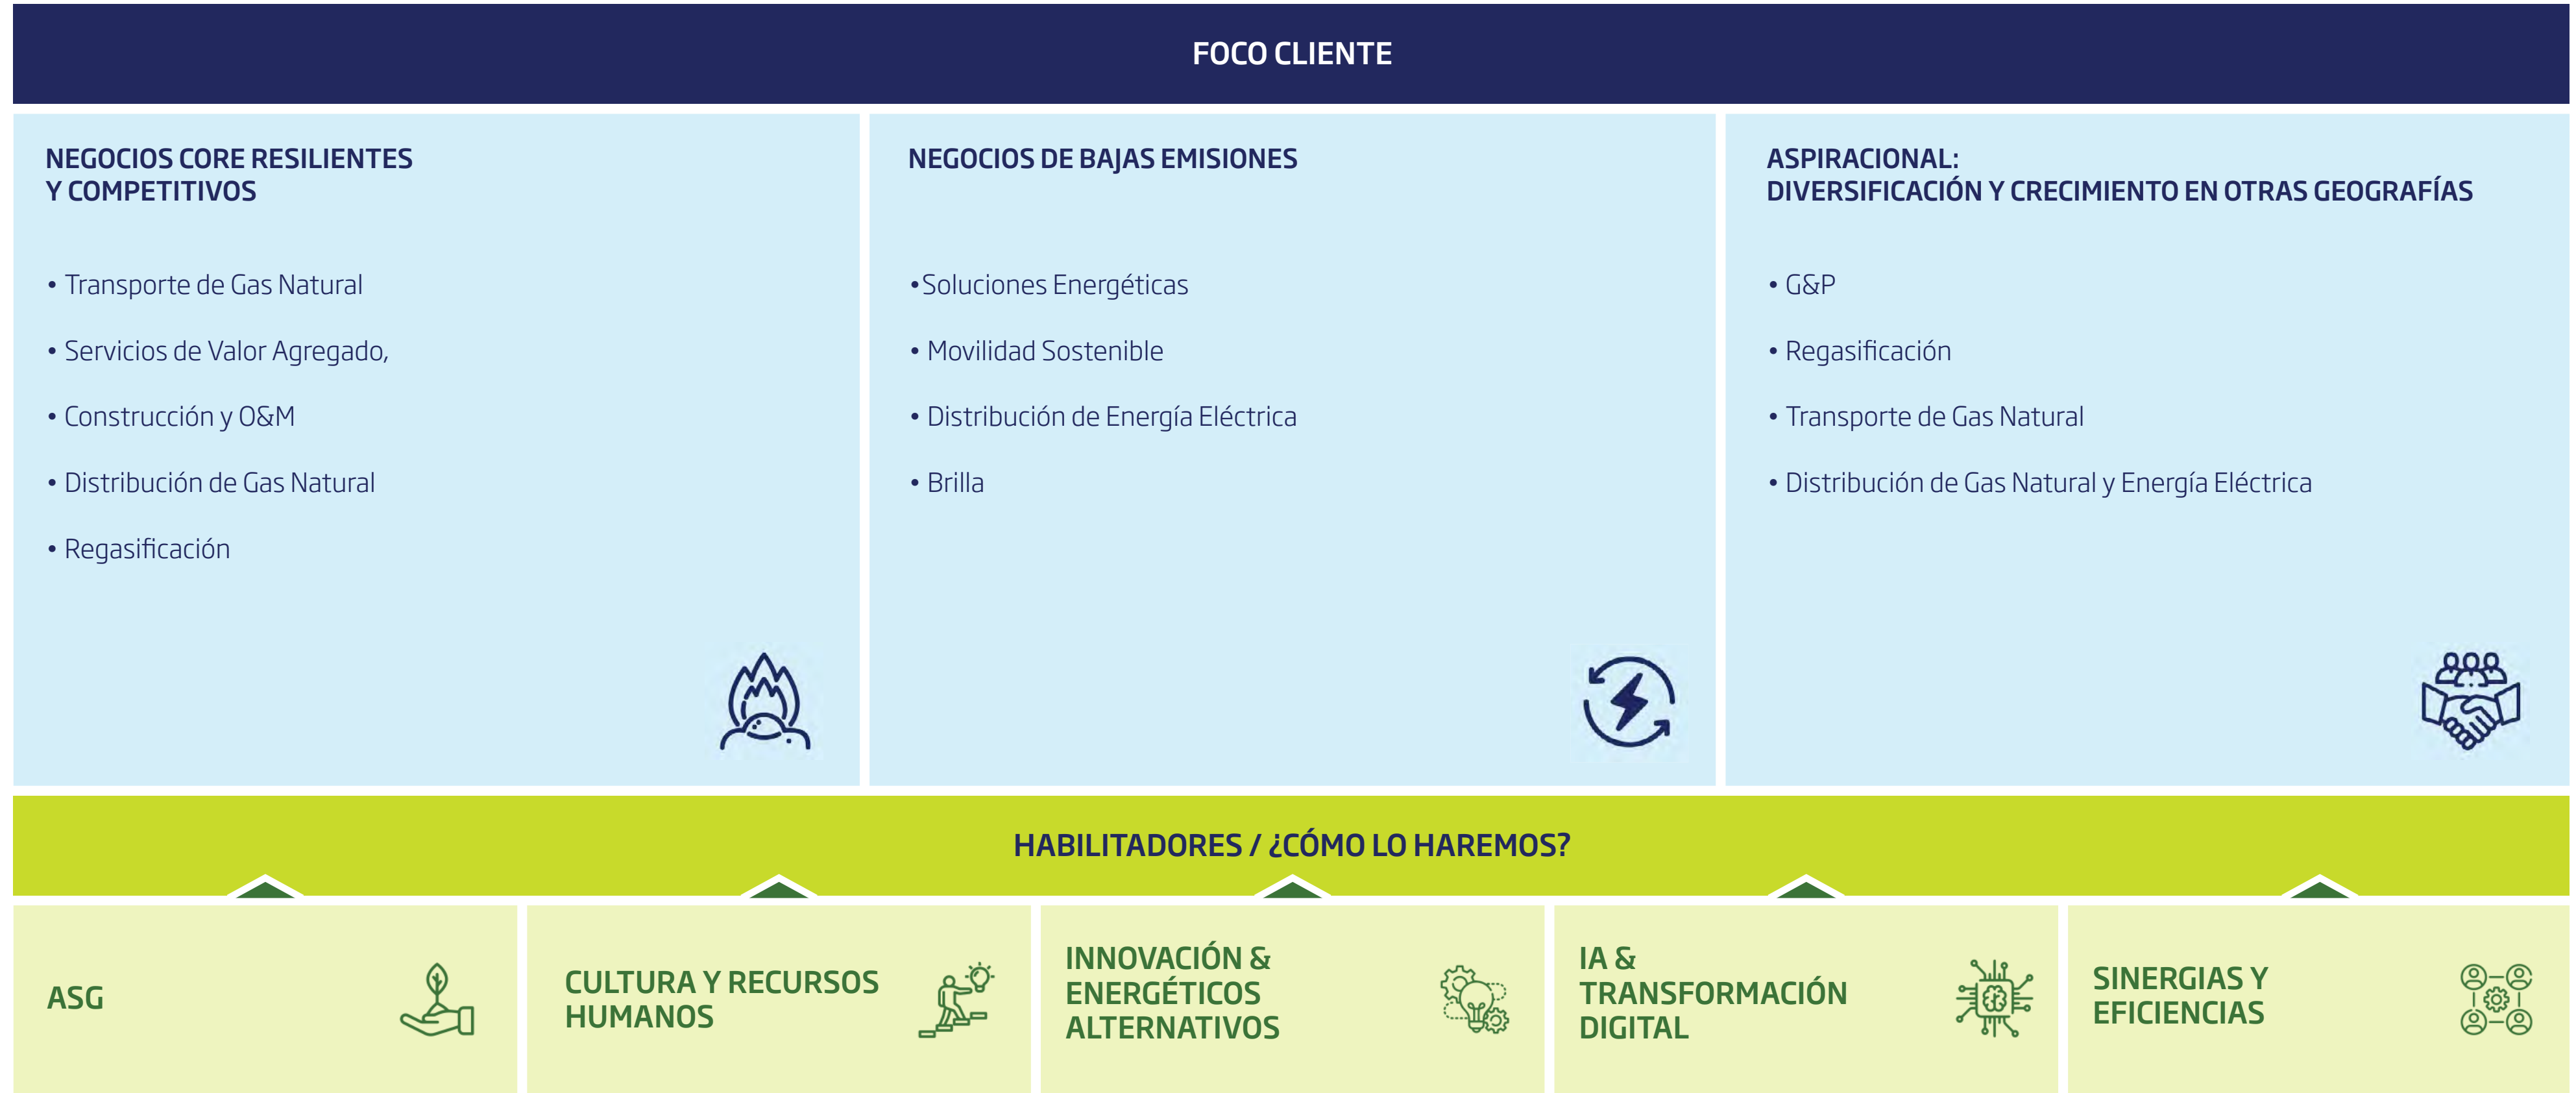 FOCO CLIENTE
NEGOCIOS CORE RESILIENTES
Y COMPETITIVOS
• Transporte de Gas Natural
• Servicios de Valor Agregado,
• Construcción y O&M
• Distribución de Gas Natural
• Regasificación
NEGOCIOS DE BAJAS EMISIONES
•Soluciones Energéticas
• Movilidad Sostenible
• Distribución de Energía Eléctrica
• Brilla
ASPIRACIONAL:
DIVERSIFICACIÓN Y CRECIMIENTO EN OTRAS GEOGRAFÍAS
• G&P
• Regasificación
• Transporte de Gas Natural
• Distribución de Gas Natural y Energía Eléctrica
HABILITADORES / ¿CÓMO LO HAREMOS?
ASG
CULTURA Y RECURSOS
HUMANOS
INNOVACIÓN &
ENERGÉTICOS
ALTERNATIVOS
IA &
TRANSFORMACIÓN
DIGITAL
SINERGIAS Y
EFICIENCIAS